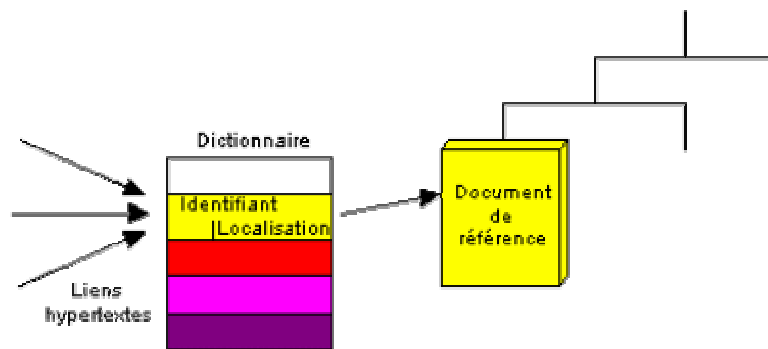 Dictionnaire
Identifiant
Localisation
Document
de
référence
Liens
hypertextes